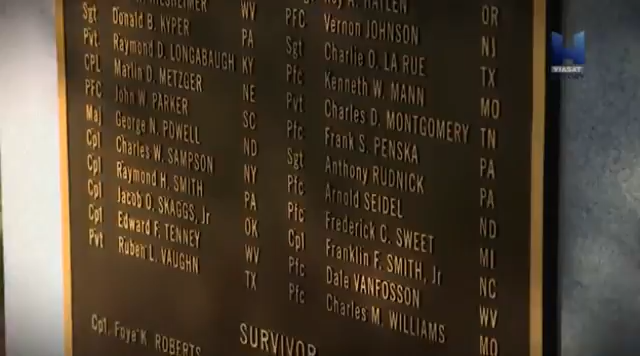 WV
Sgt Donald B. KYPER PA
Pvt Raymond D. LONGABAUGH KY
CPL Marlin D. METZGER NE
PFC John W. PARKER SC
Maj George N. POWELL ND
Cpl Charles W. SAMPSON NY
Cpl Raymond H. SMITH PA
Cpl Jacob O. SKAGGS, Jr OK
Cpl Edward F. TENNEY WV
Pvt Ruben L. VAUGHN TX
OR
PFC Vernon JOHNSON NJ
Sgt Charlie O. LA RUE TX
Pfc Kenneth W. MANN MO
Pvt Charles D. MONTGOMERY TN
Pfc Frank S. PENSKA PA
Sgt Anthony RUDNICK PA
Pfc Arnold SEIDEL ND
Pfc Frederick C. SWEET MI
Cpl Franklin F. SMITH, Jr NC
Pfc Dale VANFOSSON WV
Pfc Charles M. WILLIAMS MO
SURVIVOR
Cpl. Foye K ROBERTS
VIASAT